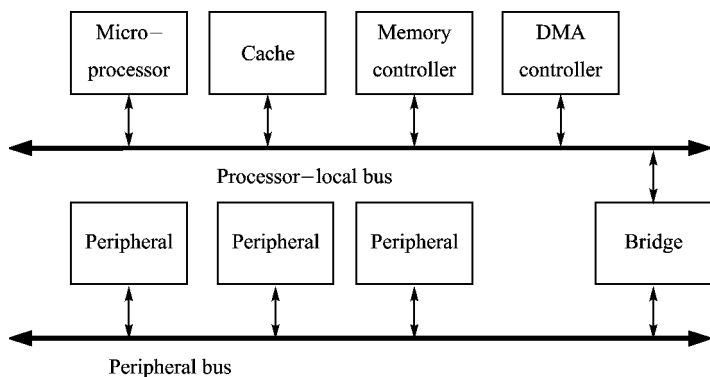 Micro–
processor
Cache
Memory
controller
DMA
controller
Processor–local bus
Peripheral
Peripheral
Peripheral
Bridge
Peripheral bus